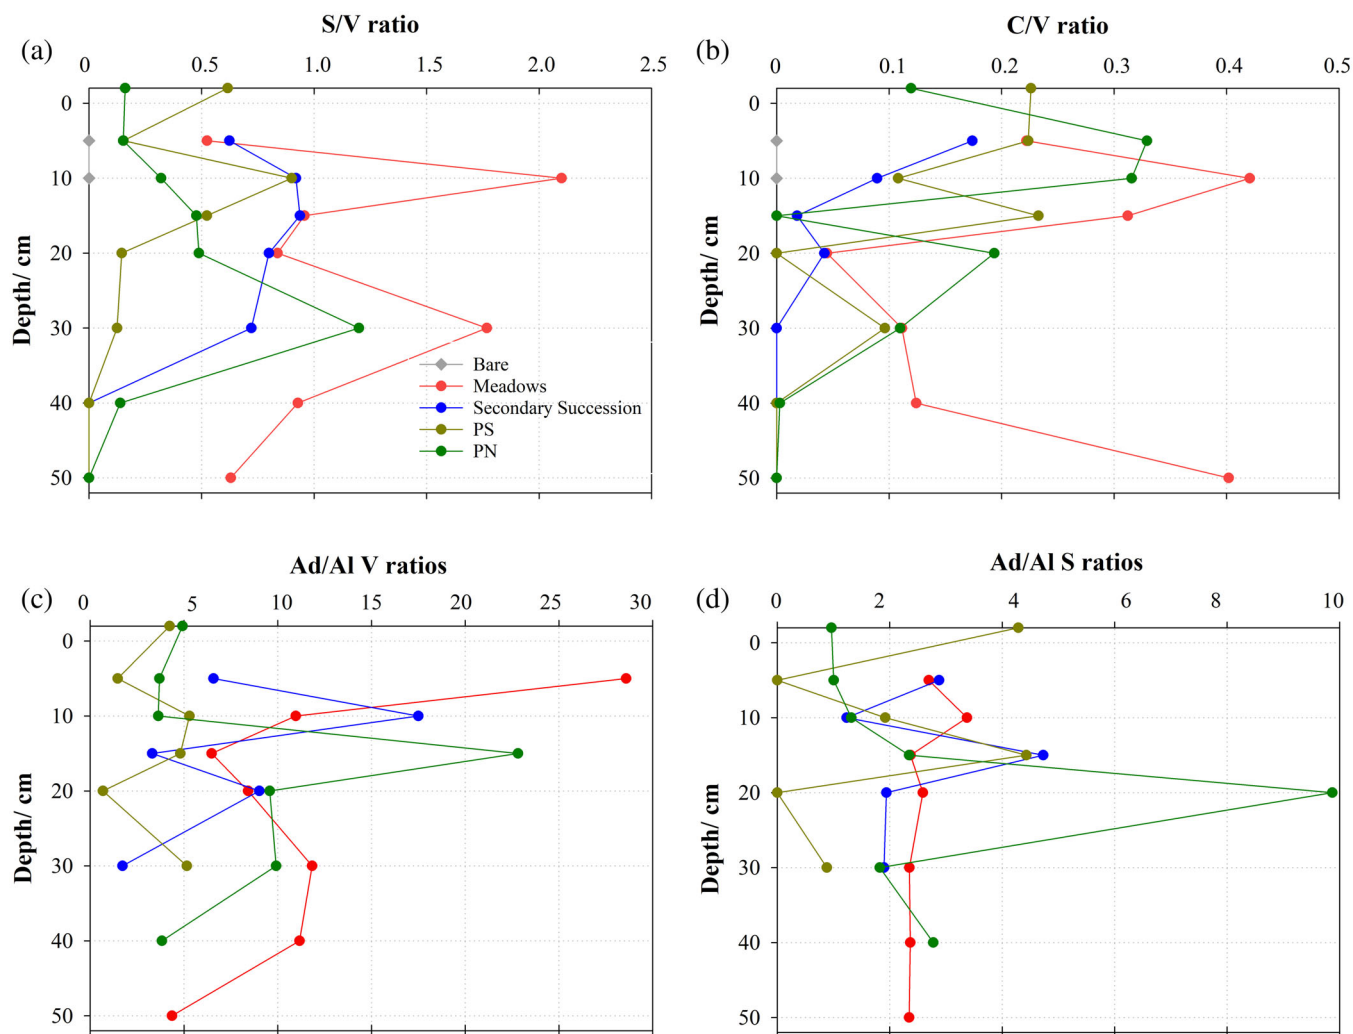 S/V ratio
(a)
0 0.5 1.0 1.5 2.0 2.5
0
10
20
30
40
50
Depth/ cm
Bare
Meadows
Secondary Succession
PS
PN
C/V ratio
(b)
0 0.1 0.2 0.3 0.4 0.5
0
10
20
30
40
50
Depth/ cm
Ad/Al V ratios
(c)
0 5 10 15 20 25 30
0
10
20
30
40
50
Depth/ cm
Ad/Al S ratios
(d)
0 2 4 6 8 10
0
10
20
30
40
50
Depth/ cm